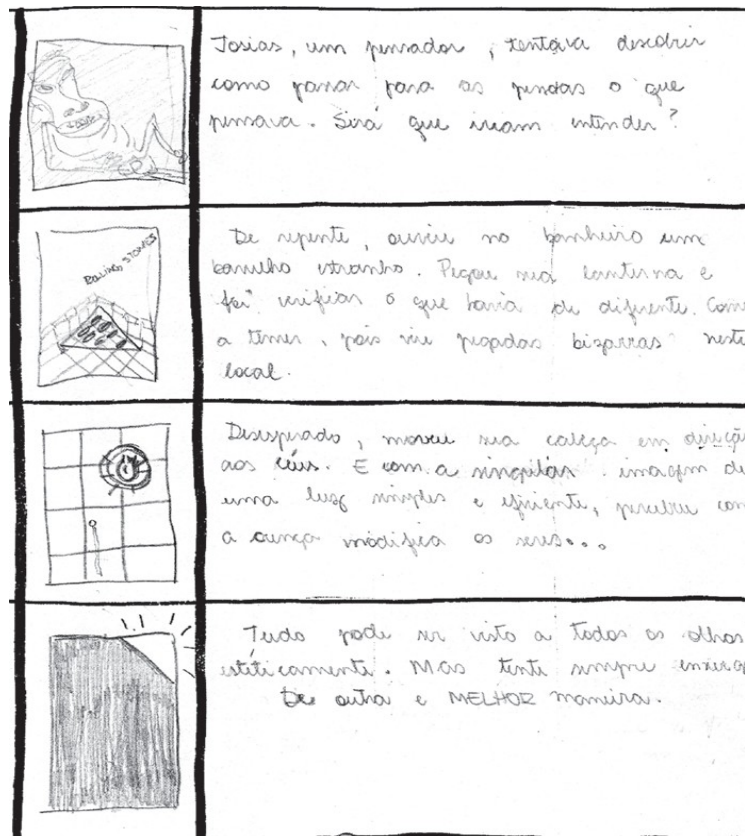 Josias, um pensador, tentava descobrir
como passar para as pessoas o que
pensava. Será que iriam entender?
De repente, ouviu no banheiro um
barulho estranho. Pegou sua lanterna e
foi verificar o que havia de diferente. Com
a temer, pois viu pegadas bizarras neste
local.
ROLLING STONES
Desesperado, moveu sua cabeça em direção
aos céus. E com a singular imagem de
uma luz simples e eficiente, percebeu com
a crença modifica os seres...
Tudo pode ser visto a todos os olhos
esteticamente. Mas tente sempre
De outra e MELHOR maneira.